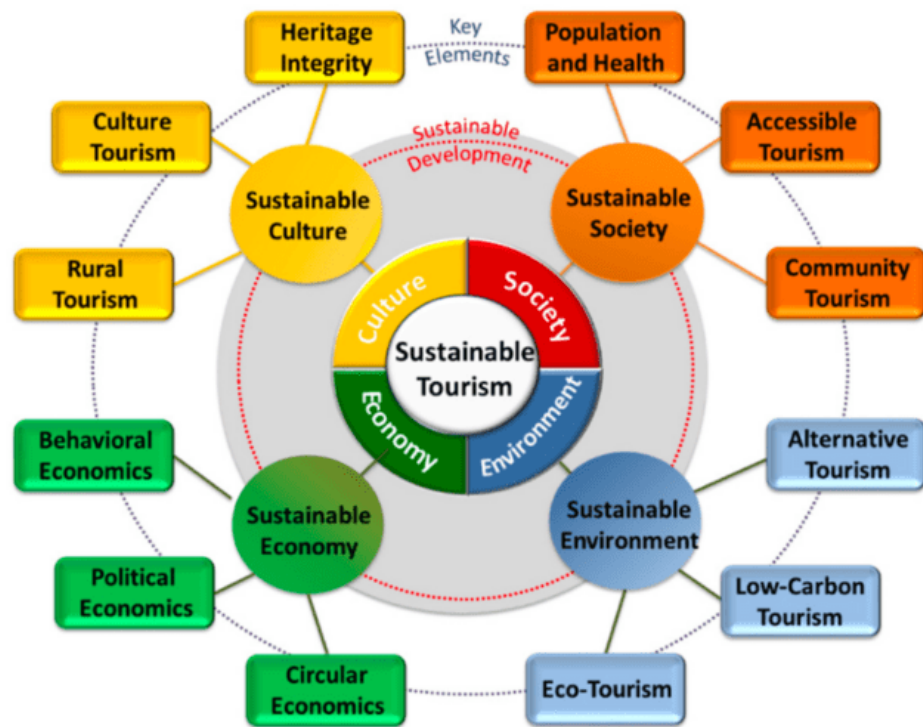 Heritage
Integrity
Key
Elements
Population
and Health
Culture
Tourism
Sustainable
Development
Accessible
Tourism
Sustainable
Culture
Sustainable
Society
Rural
Tourism
Community
Tourism
Culture
Society
Sustainable
Tourism
Economy
Environment
Behavioral
Economics
Alternative
Tourism
Sustainable
Economy
Sustainable
Environment
Political
Economics
Low-Carbon
Tourism
Circular
Economics
Eco-Tourism